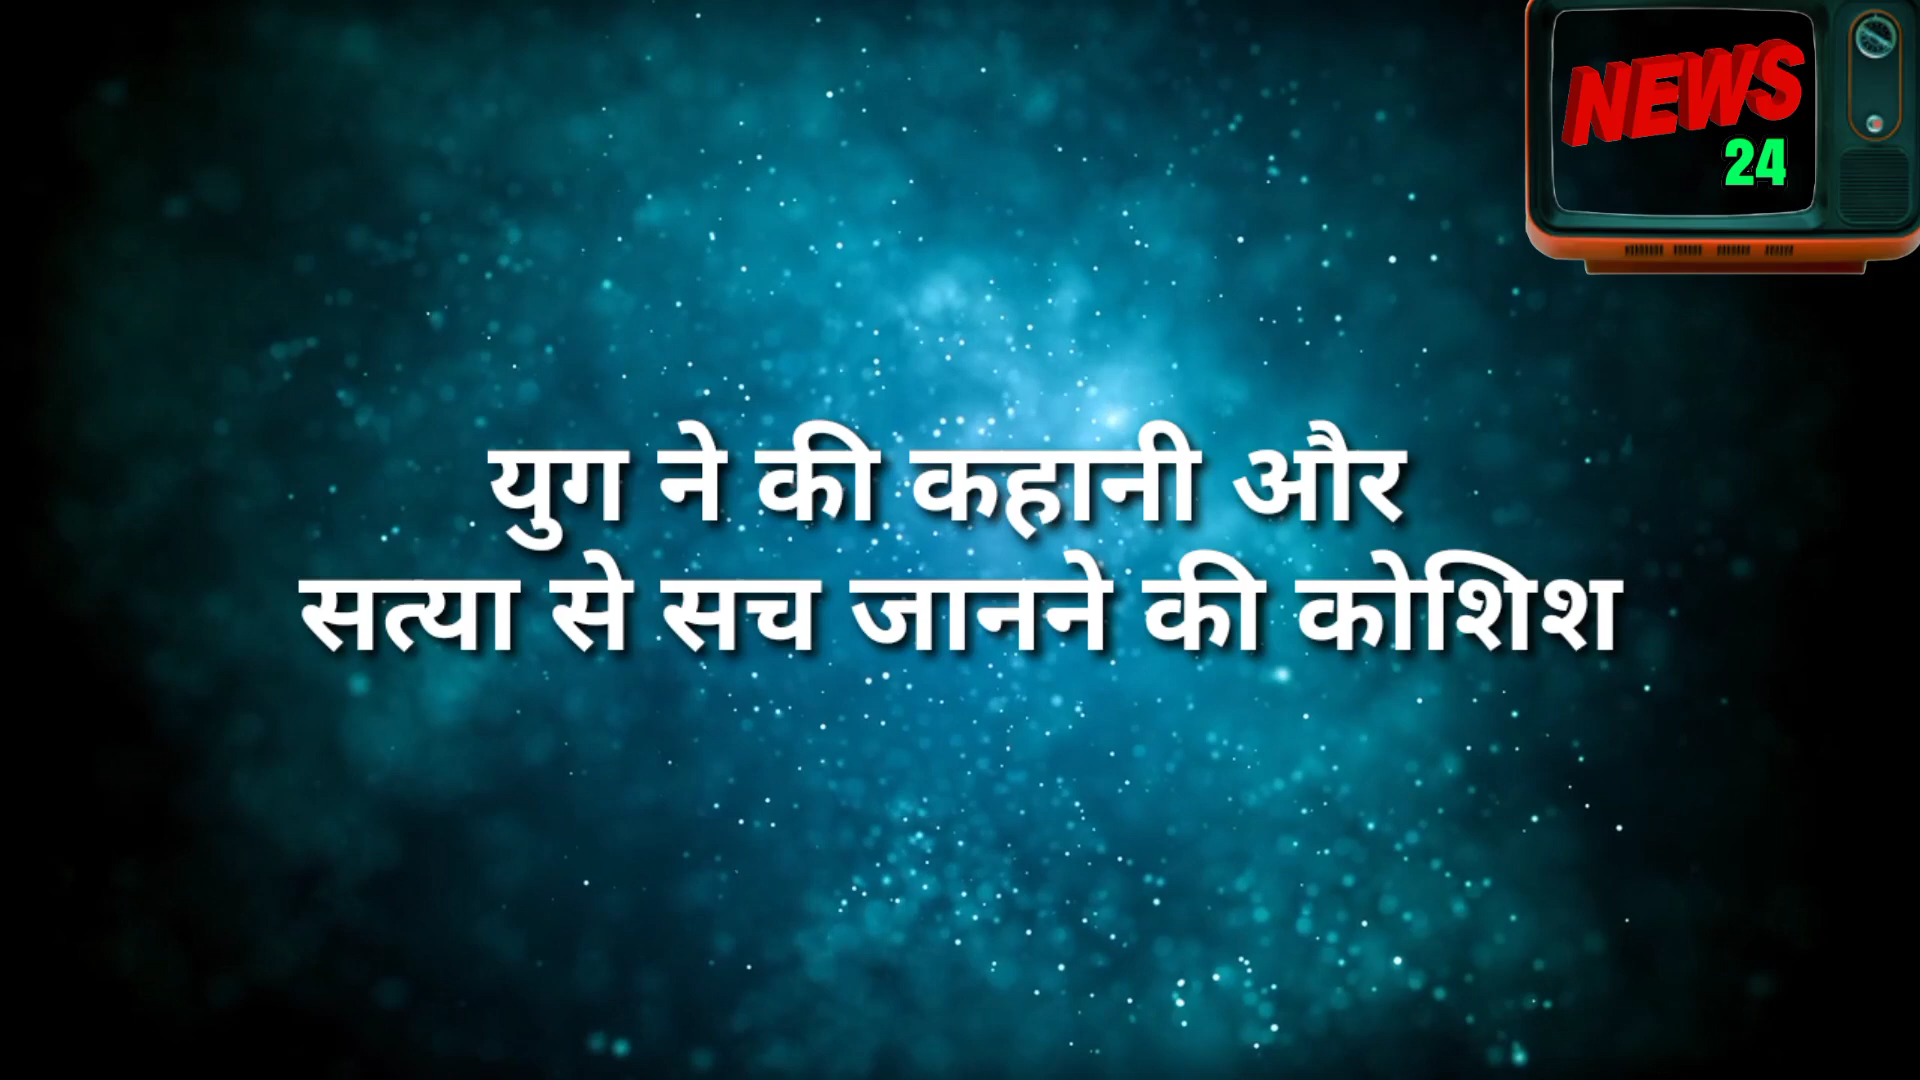 NEWS
24
युग ने की कहानी और
सत्या से सच जानने की कोशिश